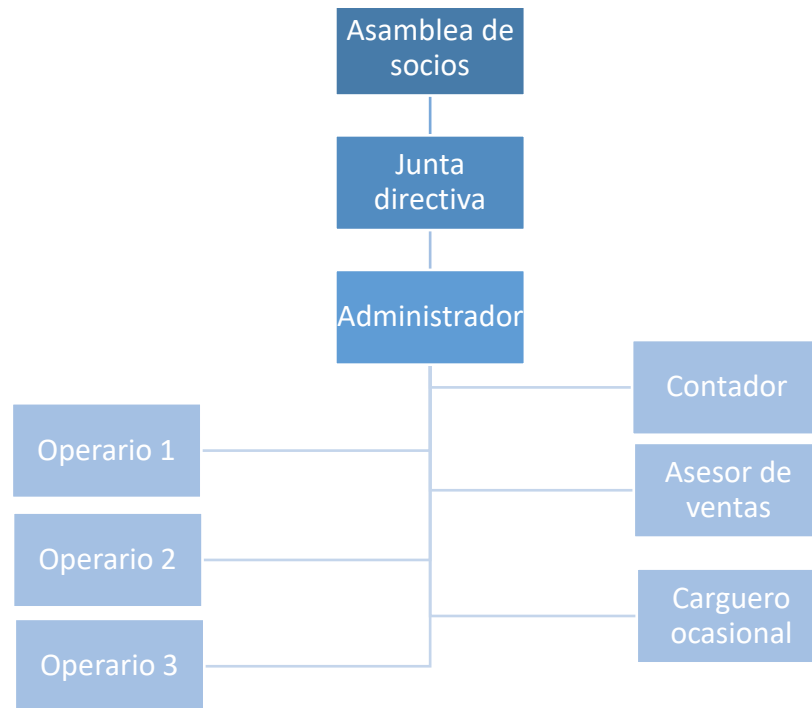 Asamblea de
socios
Junta
directiva
Administrador
Contador
Operario 1
Asesor de
ventas
Operario 2
Carguero
ocasional
Operario 3